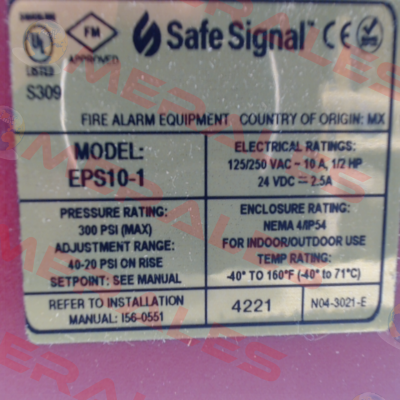 UL
LISTED
S309
FM
APPROVED
Safe Signal™ CE
FIRE ALARM EQUIPMENT COUNTRY OF ORIGIN: MX
MODEL:
EPS10-1
ELECTRICAL RATINGS:
125/250 VAC ~ 10 A, 1/2 HP
24 VDC ⎓ 2.5A
PRESSURE RATING:
300 PSI (MAX)
ADJUSTMENT RANGE:
40-20 PSI ON RISE
SETPOINT: SEE MANUAL
ENCLOSURE RATING:
NEMA 4/IP54
FOR INDOOR/OUTDOOR USE
TEMP RATING:
-40° TO 160°F (-40° to 71°C)
REFER TO INSTALLATION
MANUAL: I56-0551
4221
N04-3021-E